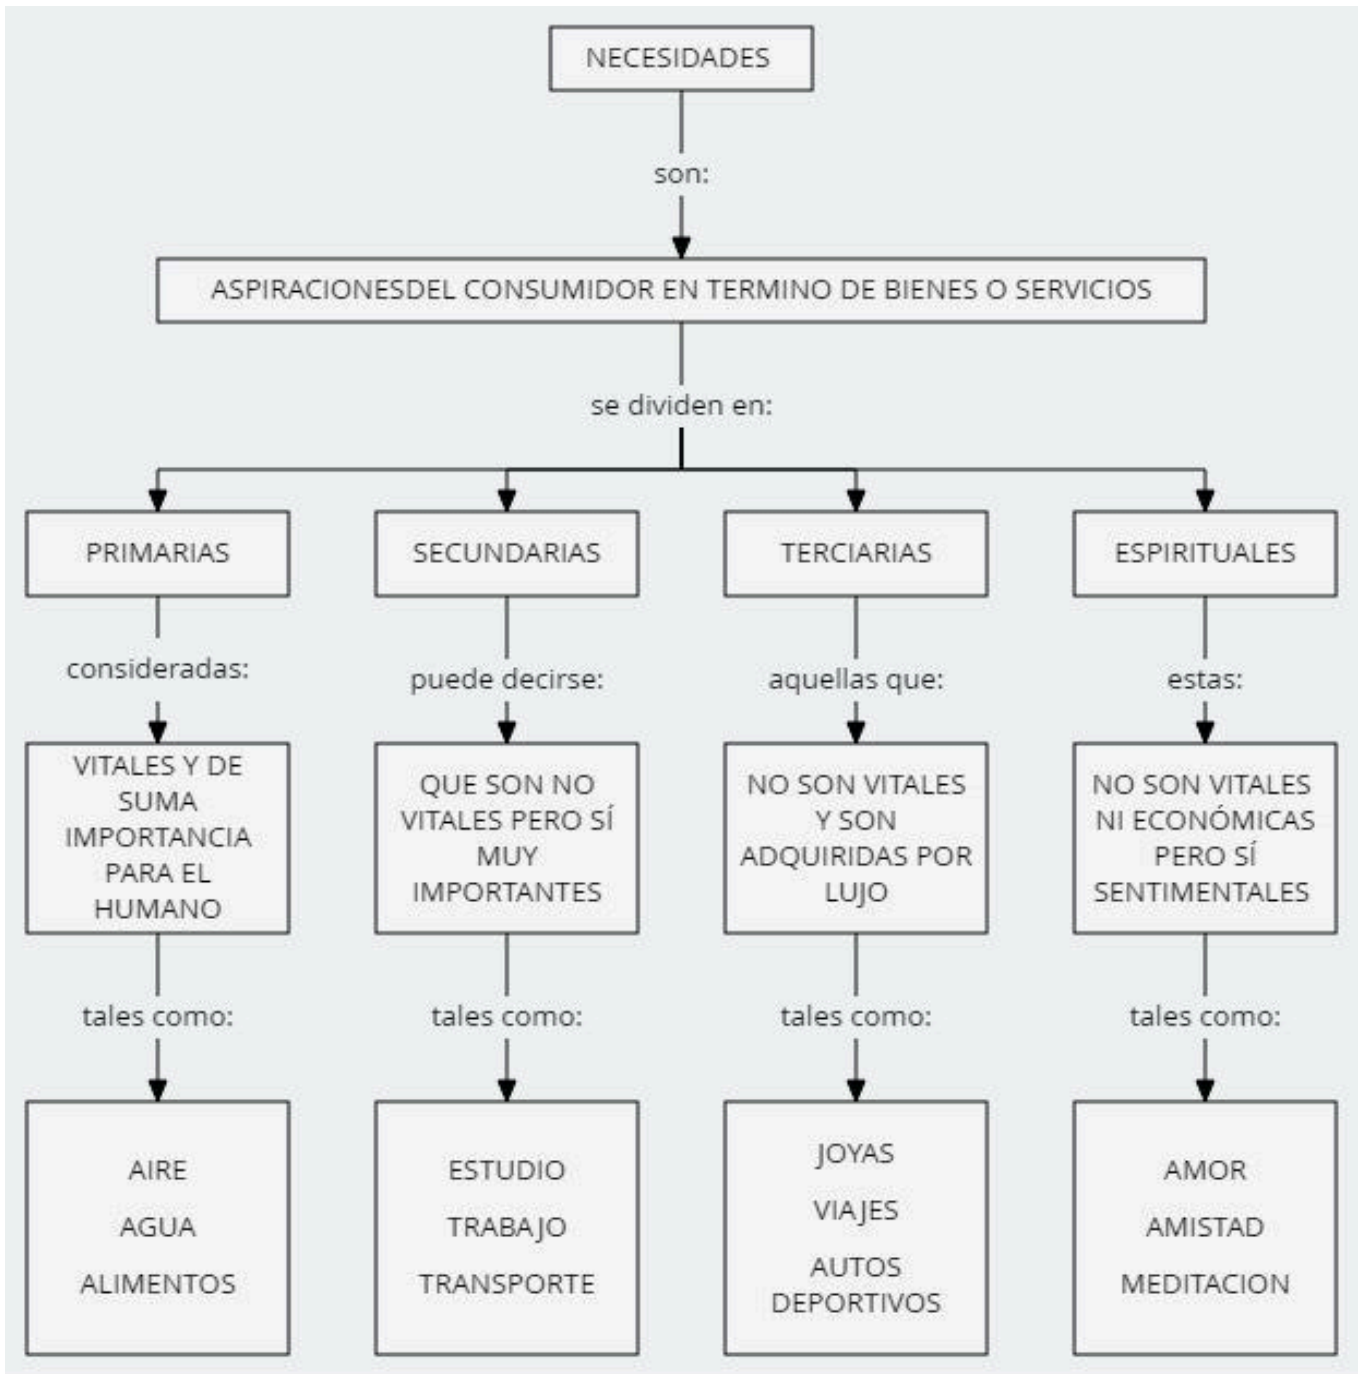 NECESIDADES
son:
ASPIRACIONESDEL CONSUMIDOR EN TERMINO DE BIENES O SERVICIOS
se dividen en:
PRIMARIAS
consideradas:
VITALES Y DE
SUMA
IMPORTANCIA
PARA EL
HUMANO
tales como:
AIRE
AGUA
ALIMENTOS
SECUNDARIAS
puede decirse:
QUE SON NO
VITALES PERO SÍ
MUY
IMPORTANTES
tales como:
ESTUDIO
TRABAJO
TRANSPORTE
TERCIARIAS
aquellas que:
NO SON VITALES
Y SON
ADQUIRIDAS POR
LUJO
tales como:
JOYAS
VIAJES
AUTOS
DEPORTIVOS
ESPIRITUALES
estas:
NO SON VITALES
NI ECONÓMICAS
PERO SÍ
SENTIMENTALES
tales como:
AMOR
AMISTAD
MEDITACION